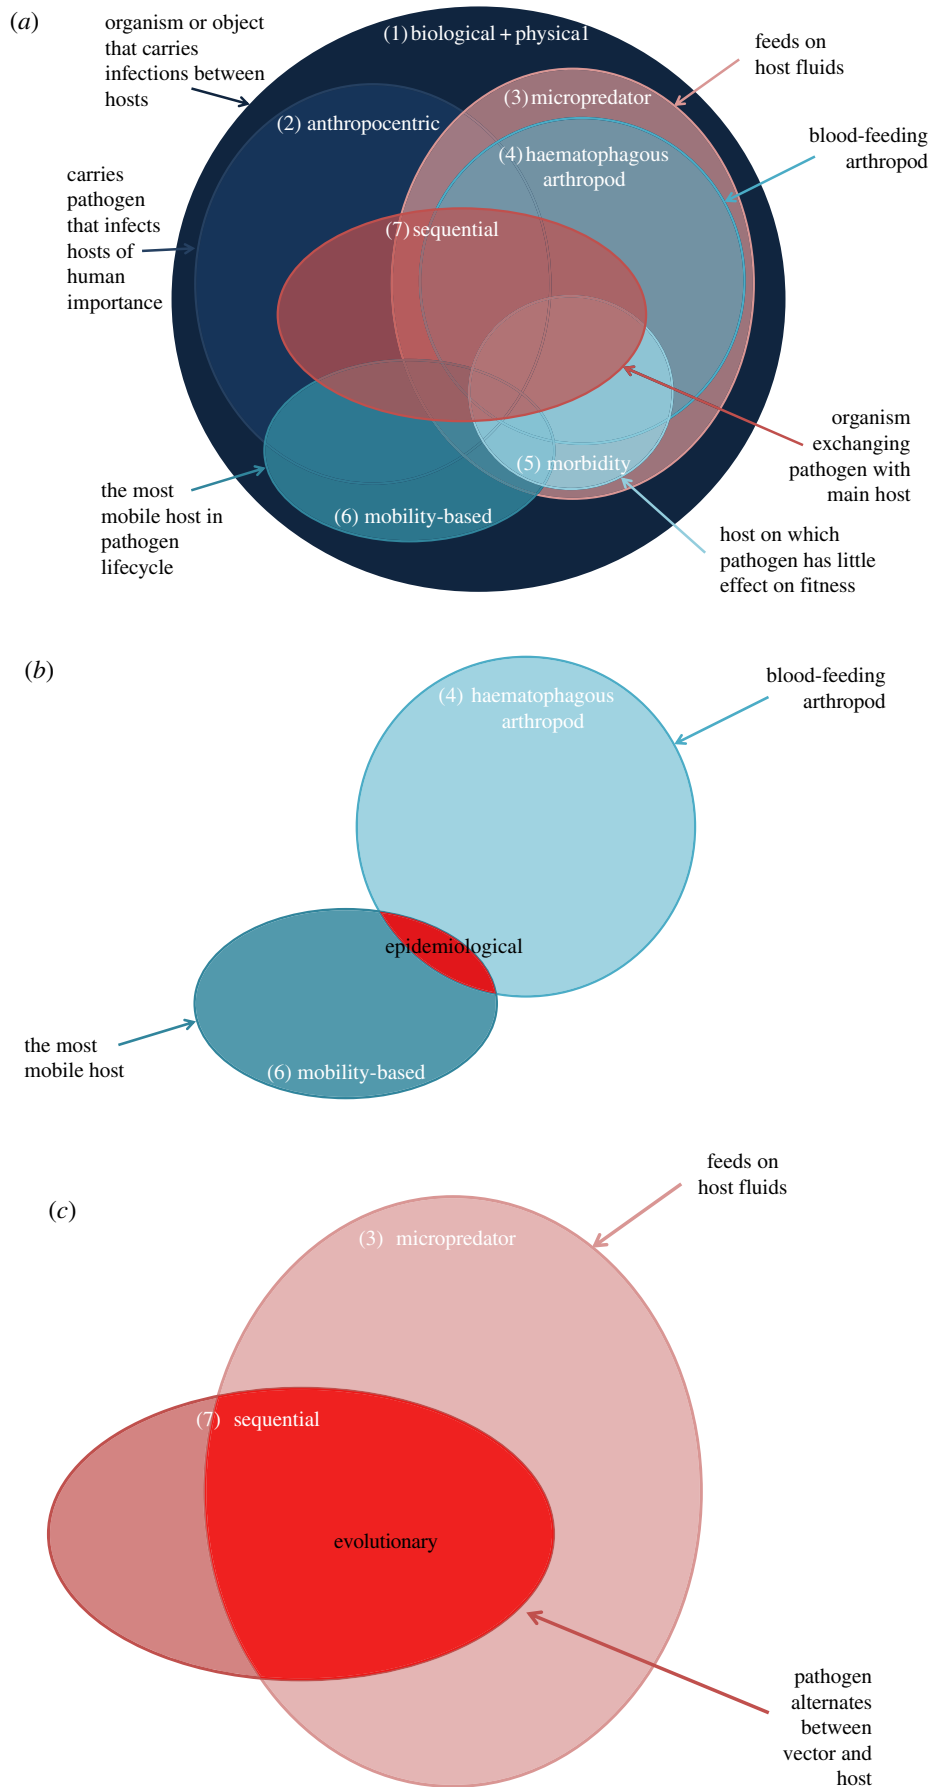 (a)
organism or object
that carries
infections between
hosts
(1) biological + physical
feeds on
host fluids
(2) anthropocentric
(3) micropredator
(4) haematophagous
arthropod
blood-feeding
arthropod
carries
pathogen
that infects
hosts of
human
importance
(7) sequential
organism
exchanging
pathogen with
main host
(5) morbidity
the most
mobile host in
pathogen
lifecycle
(6) mobility-based
host on which
pathogen has little
effect on fitness
(b)
(4) haematophagous
arthropod
blood-feeding
arthropod
epidemiological
the most
mobile host
(6) mobility-based
(c)
feeds on
host fluids
(3) micropredator
(7) sequential
evolutionary
pathogen
alternates
between
vector and
host